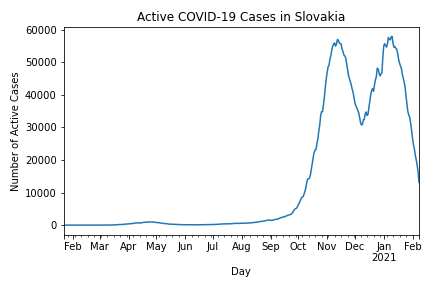 Active COVID-19 Cases in Slovakia
Number of Active Cases
60000
50000
40000
30000
20000
10000
0
Feb Mar Apr May Jun Jul Aug Sep Oct Nov Dec Jan Feb
2021
Day